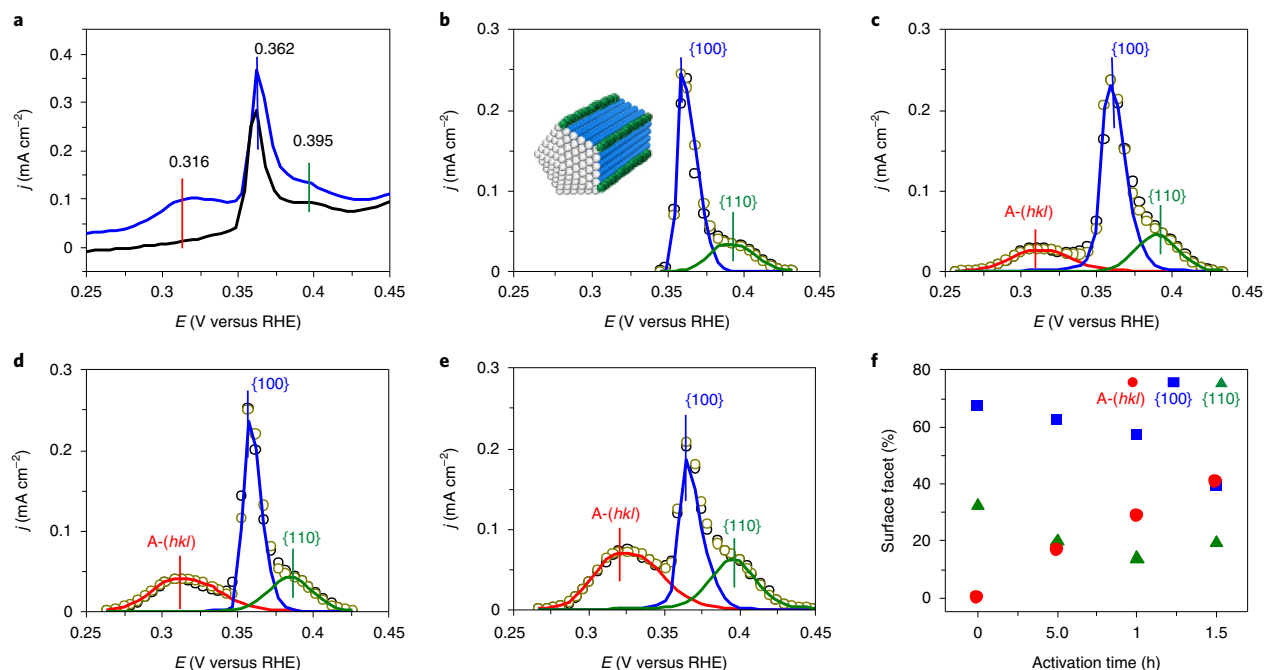 a
0.362
0.316
0.395
0.4
0.3
0.2
0.1
0
j (mA cm⁻²)
0.25 0.3 0.35 0.4 0.45
E (V versus RHE)
b
{100}
{110}
0.3
0.2
0.1
0
j (mA cm⁻²)
0.25 0.3 0.35 0.4 0.45
E (V versus RHE)
c
{100}
{110}
A-(hkl)
0.3
0.2
0.1
0
j (mA cm⁻²)
0.25 0.3 0.35 0.4 0.45
E (V versus RHE)
d
{100}
A-(hkl)
{110}
0.3
0.2
0.1
0
j (mA cm⁻²)
0.25 0.3 0.35 0.4 0.45
E (V versus RHE)
e
{100}
A-(hkl)
{110}
0.3
0.2
0.1
0
j (mA cm⁻²)
0.25 0.3 0.35 0.4 0.45
E (V versus RHE)
f
A-(hkl) {100} {110}
80
60
40
20
0
Surface facet (%)
0 5.0 1 1.5
Activation time (h)